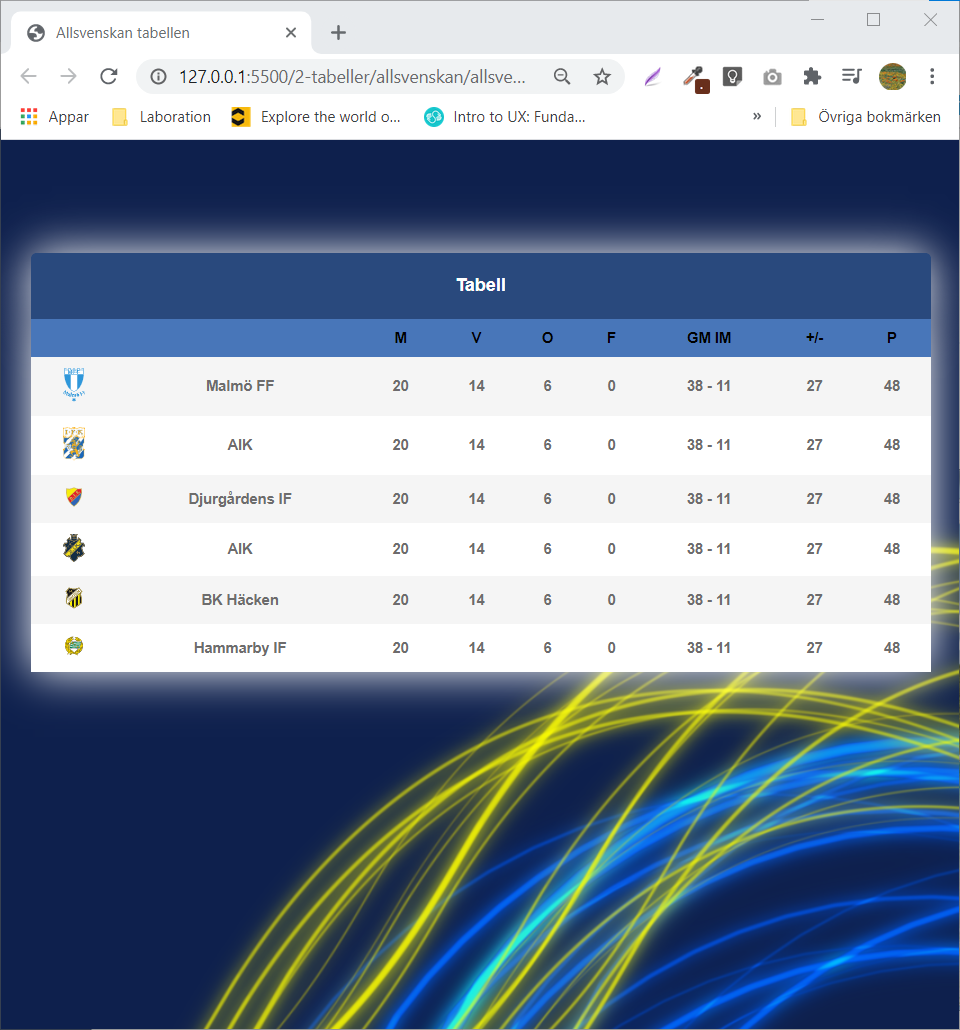 Allsvenskan tabellen
127.0.0.1:5500/2-tabeller/allsvenskan/allsve...
Appar Laboration Explore the world o... Intro to UX: Funda... » Övriga bokmärken
Tabell
M V O F GM IM +/- P
Malmö FF 20 14 6 0 38 - 11 27 48
AIK 20 14 6 0 38 - 11 27 48
Djurgårdens IF 20 14 6 0 38 - 11 27 48
AIK 20 14 6 0 38 - 11 27 48
BK Häcken 20 14 6 0 38 - 11 27 48
Hammarby IF 20 14 6 0 38 - 11 27 48